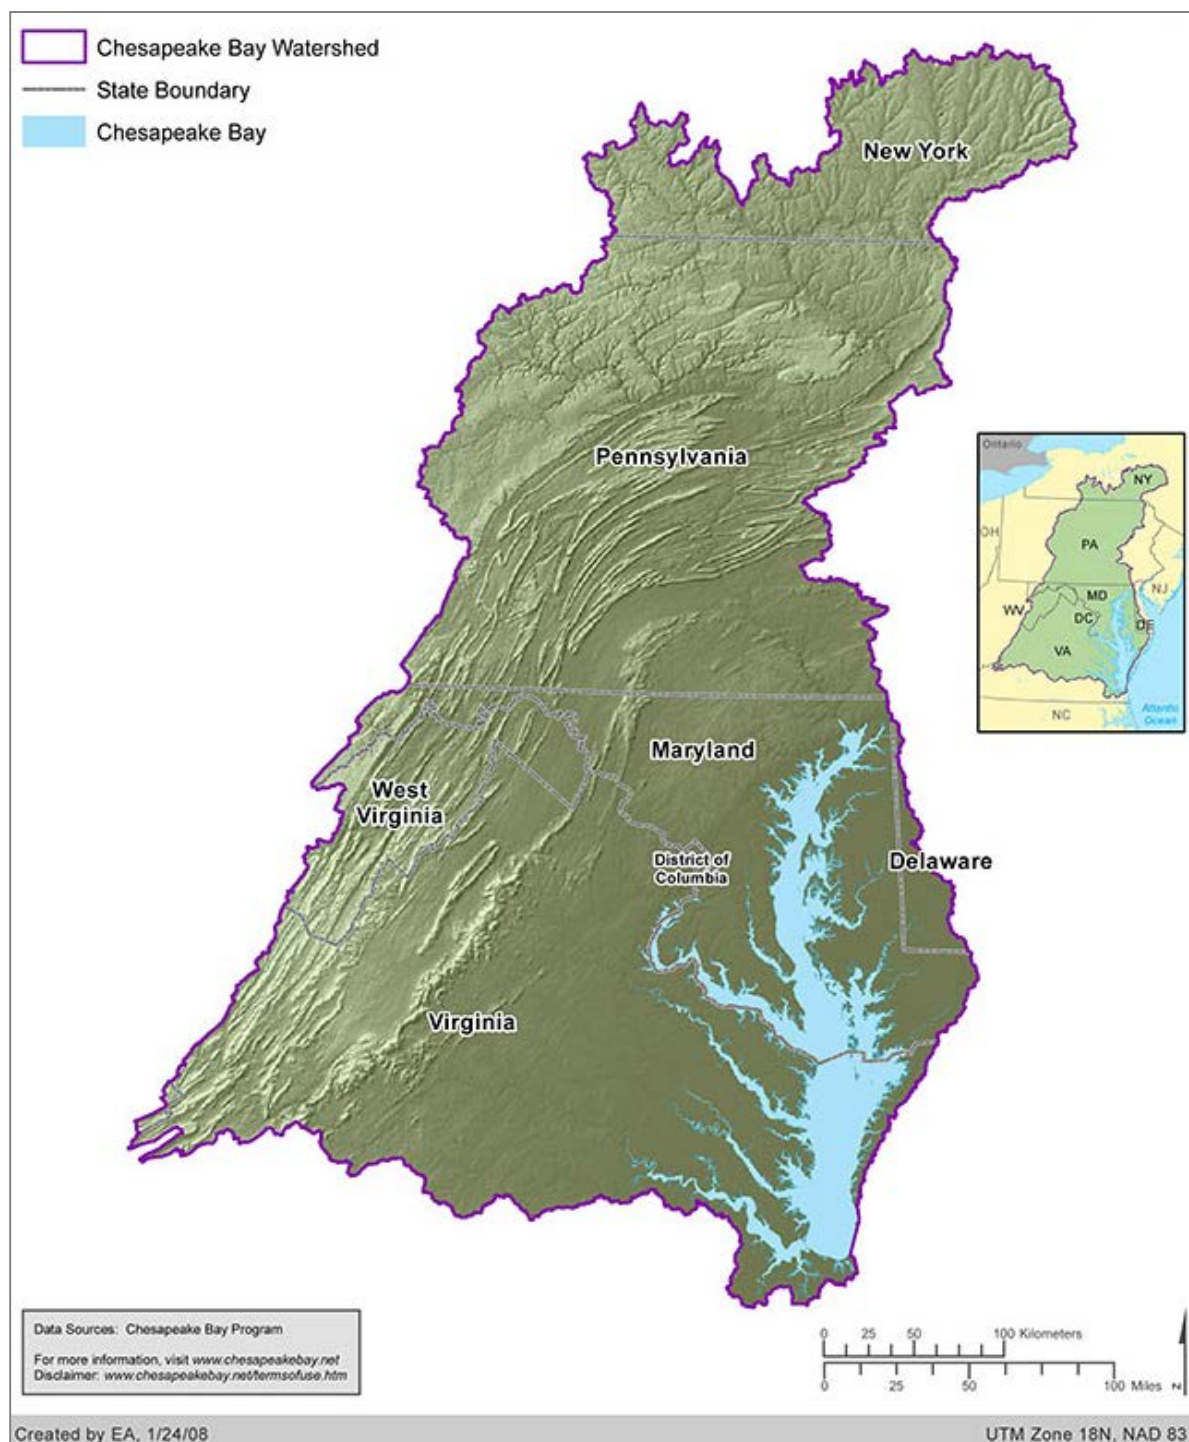 Chesapeake Bay Watershed
State Boundary
Chesapeake Bay
New York
Pennsylvania
Maryland
West
Virginia
District of
Columbia
Delaware
Virginia
Ontario
NY
OH
PA
NJ
MD
WV
DC
DE
VA
NC
Atlantic
Ocean
Data Sources: Chesapeake Bay Program
For more information, visit www.chesapeakebay.net
Disclaimer: www.chesapeakebay.net/termsofuse.htm
0 25 50 100 Kilometers
0 25 50 100 Miles
N
Created by EA, 1/24/08
UTM Zone 18N, NAD 83